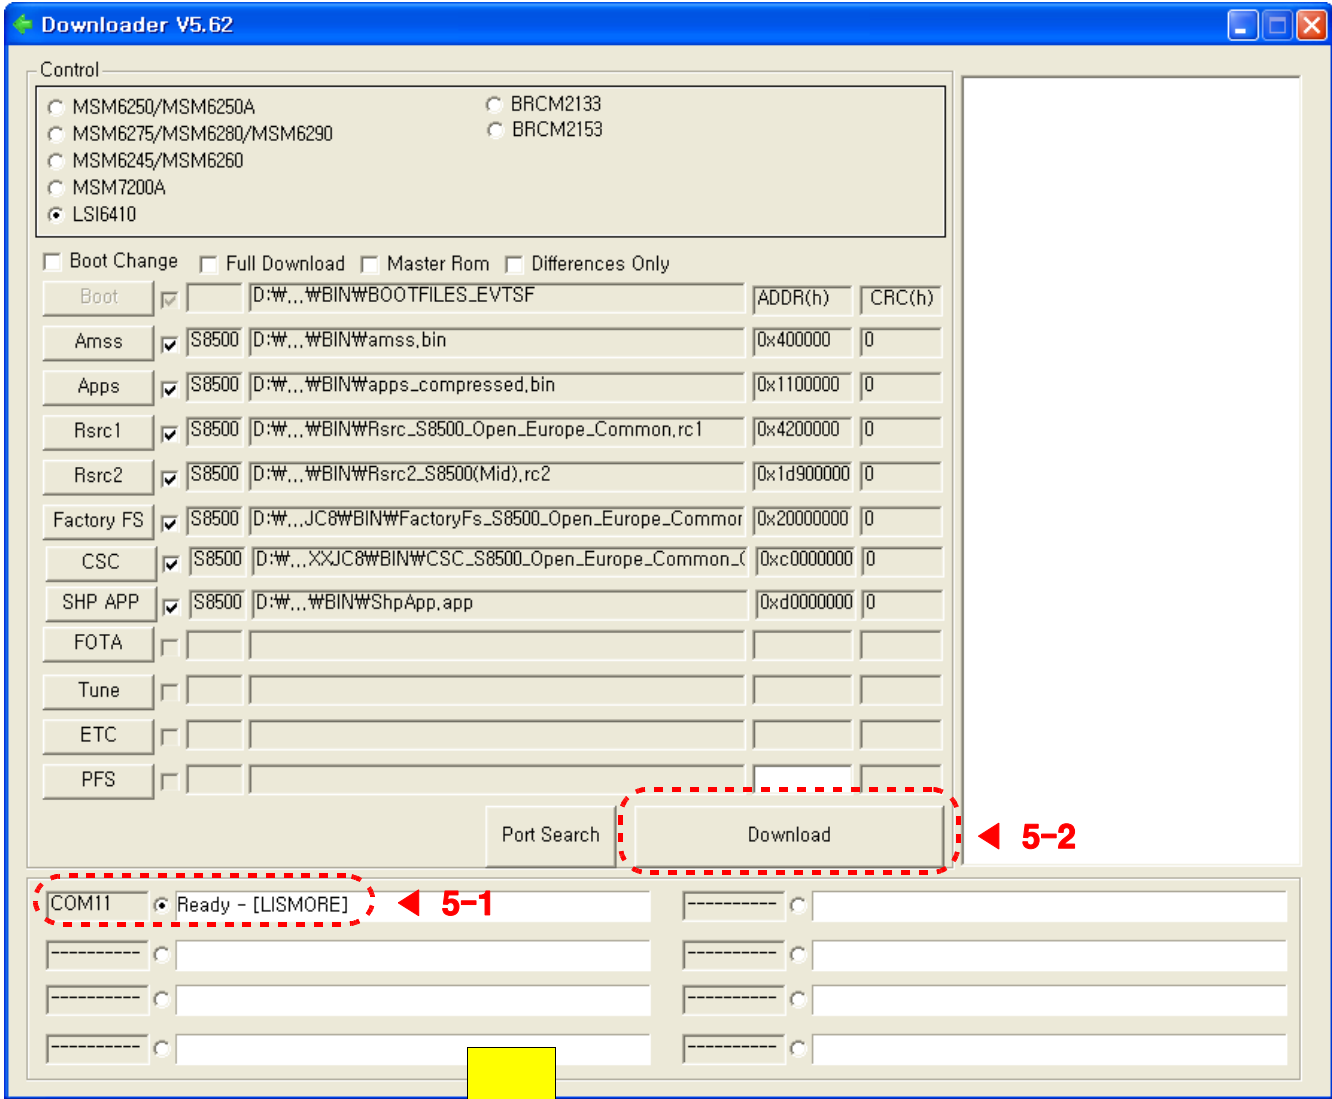 Downloader V5.62
Control
MSM6250/MSM6250A
BRCM2133
MSM6275/MSM6280/MSM6290
BRCM2153
MSM6245/MSM6260
MSM7200A
LSI6410
Boot Change Full Download Master Rom Differences Only
Boot D:₩...₩BIN₩BOOTFILES_EVTSF ADDR(h) CRC(h)
Amss S8500 D:₩...₩BIN₩amss.bin 0x400000 0
Apps S8500 D:₩...₩BIN₩apps_compressed.bin 0x1100000 0
Rsrc1 S8500 D:₩...₩BIN₩Rsrc_S8500_Open_Europe_Common.rc1 0x4200000 0
Rsrc2 S8500 D:₩...₩BIN₩Rsrc2_S8500(Mid).rc2 0x1d900000 0
Factory FS S8500 D:₩...JC8₩BIN₩FactoryFs_S8500_Open_Europe_Common 0x20000000 0
CSC S8500 D:₩...XXJC8₩BIN₩CSC_S8500_Open_Europe_Common_( 0xc0000000 0
SHP APP S8500 D:₩...₩BIN₩ShpApp.app 0xd0000000 0
FOTA
Tune
ETC
PFS
Port Search Download ◀ 5-2
COM11 Ready - [LISMORE] ◀ 5-1 ----------
---------- ----------
---------- ----------
---------- ----------